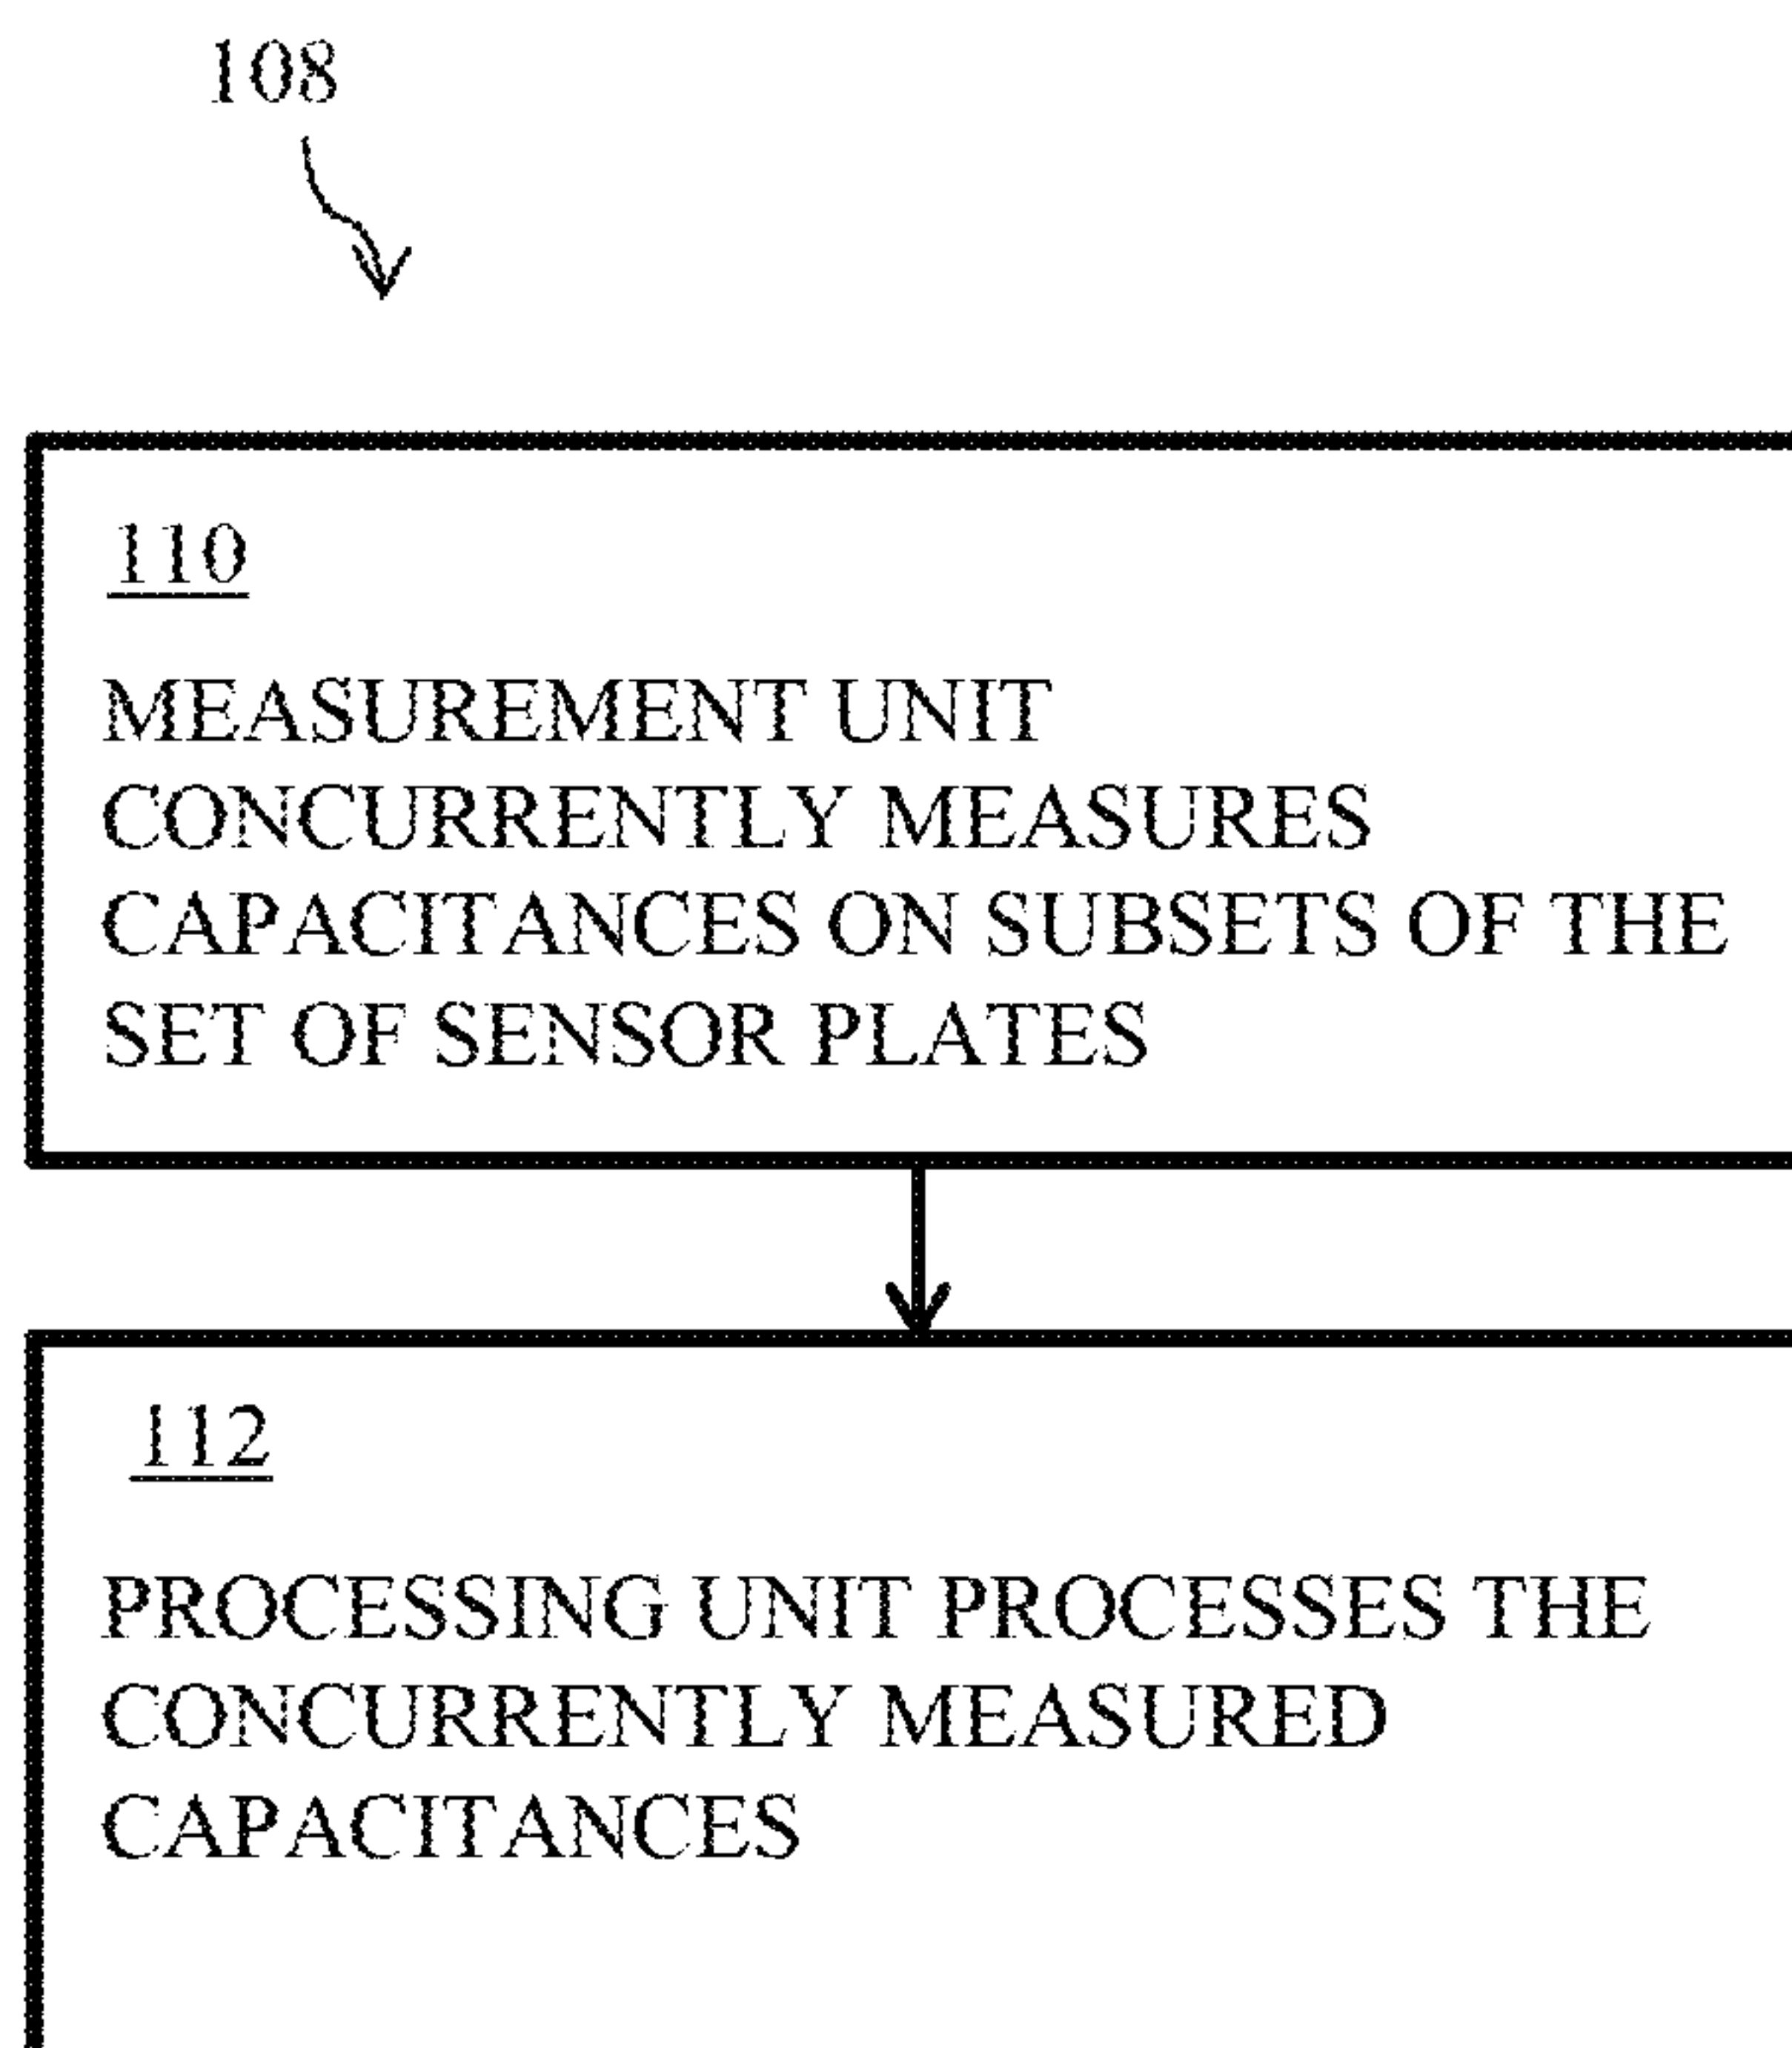 108
110
MEASUREMENT UNIT
CONCURRENTLY MEASURES
CAPACITANCES ON SUBSETS OF THE
SET OF SENSOR PLATES
112
PROCESSING UNIT PROCESSES THE
CONCURRENTLY MEASURED
CAPACITANCES